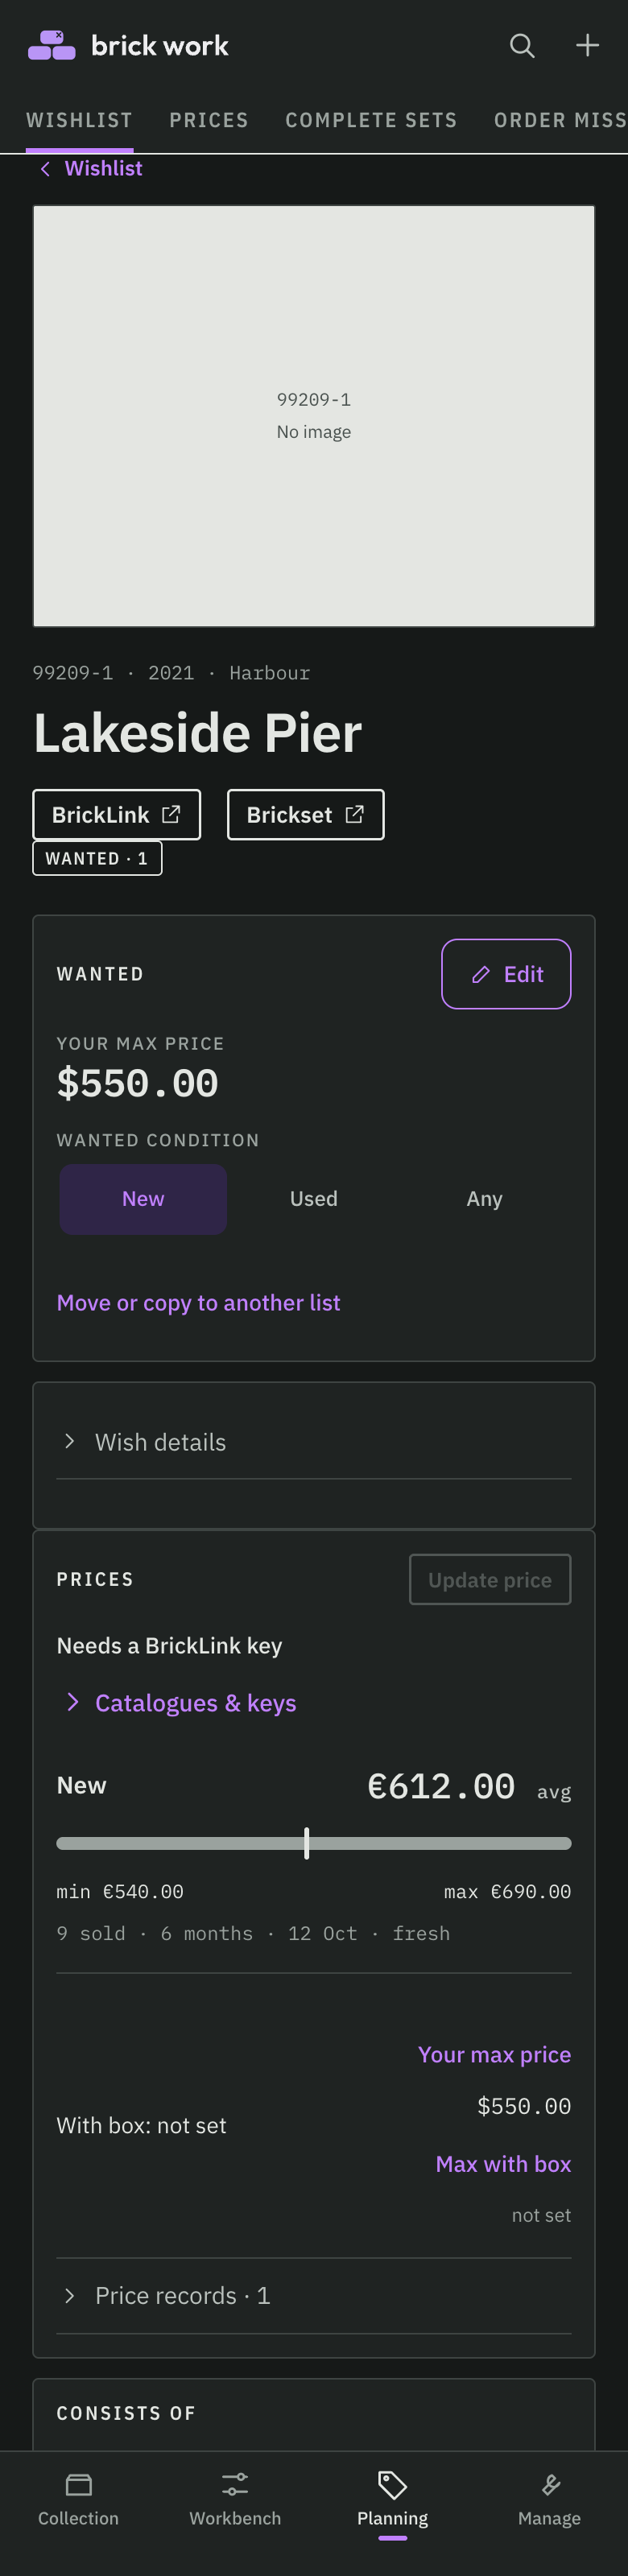 brick work
WISHLIST PRICES COMPLETE SETS ORDER MISS
Wishlist
99209-1
No image
99209-1 · 2021 · Harbour
Lakeside Pier
BrickLink Brickset
WANTED · 1
WANTED Edit
YOUR MAX PRICE
$550.00
WANTED CONDITION
New Used Any
Move or copy to another list
Wish details
PRICES Update price
Needs a BrickLink key
Catalogues & keys
New €612.00 avg
min €540.00 max €690.00
9 sold · 6 months · 12 Oct · fresh
Your max price
$550.00
With box: not set
Max with box
not set
Price records · 1
CONSISTS OF
Collection Workbench Planning Manage